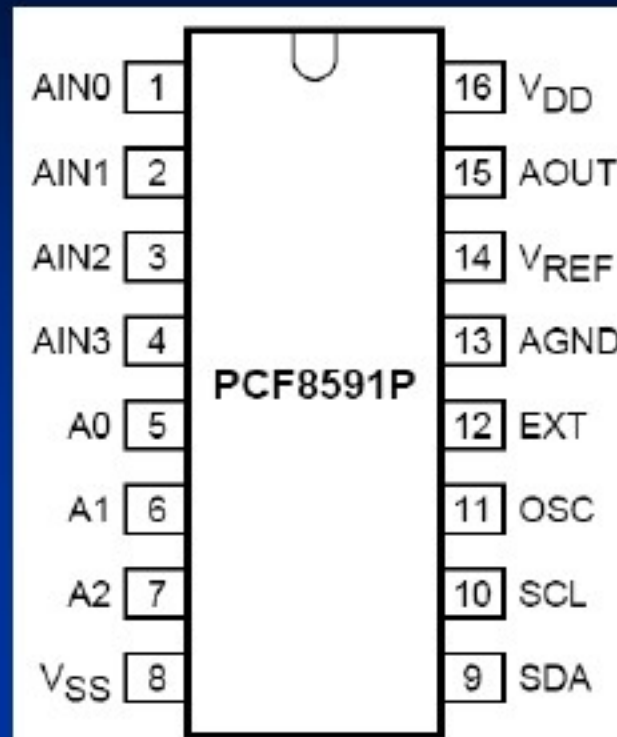 AIN0 1 16 VDD
AIN1 2 15 AOUT
AIN2 3 14 VREF
AIN3 4 13 AGND
PCF8591P
A0 5 12 EXT
A1 6 11 OSC
A2 7 10 SCL
VSS 8 9 SDA